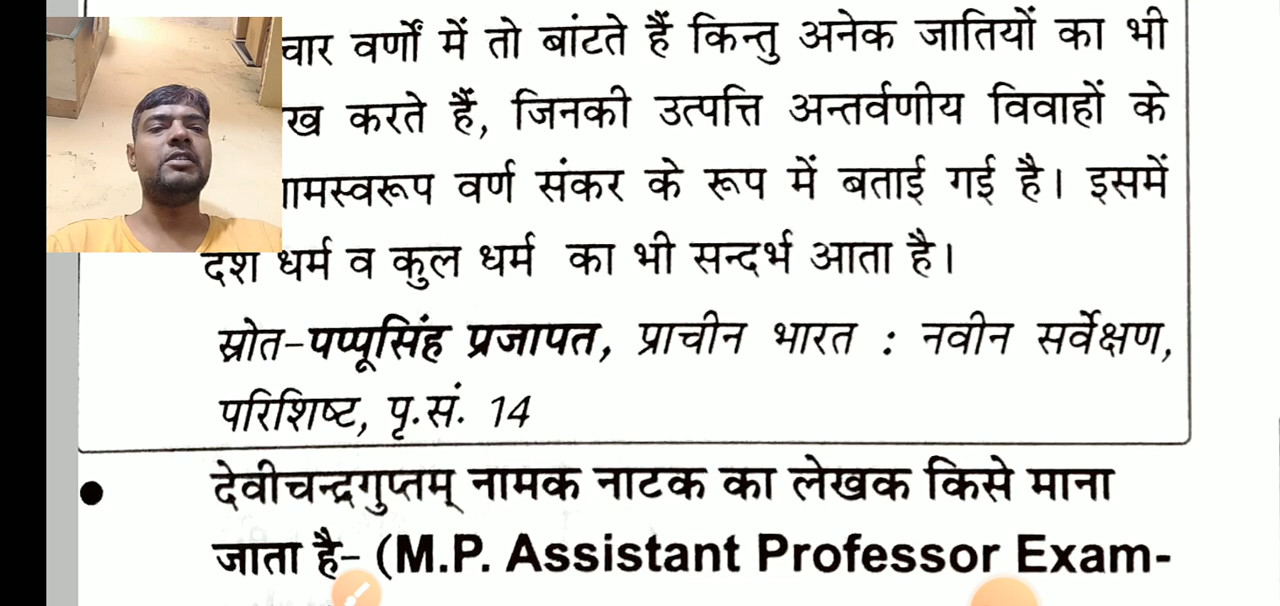 वार वर्णों में तो बांटते हैं किन्तु अनेक जातियों का भी
ख करते हैं, जिनकी उत्पत्ति अन्तर्वणीय विवाहों के
ामस्वरूप वर्ण संकर के रूप में बताई गई है। इसमें
देश धर्म व कुल धर्म का भी सन्दर्भ आता है।
स्रोत-पप्पूसिंह प्रजापत, प्राचीन भारत : नवीन सर्वेक्षण,
परिशिष्ट, पृ.सं. 14
● देवीचन्द्रगुप्तम् नामक नाटक का लेखक किसे माना
जाता है- (M.P. Assistant Professor Exam-